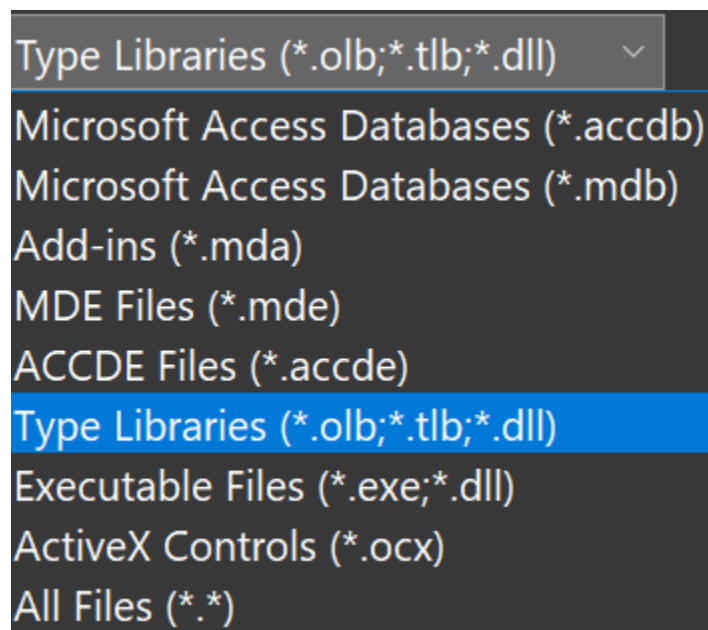 Type Libraries (*.olb;*.tlb;*.dll)
Microsoft Access Databases (*.accdb)
Microsoft Access Databases (*.mdb)
Add-ins (*.mda)
MDE Files (*.mde)
ACCDE Files (*.accde)
Type Libraries (*.olb;*.tlb;*.dll)
Executable Files (*.exe;*.dll)
ActiveX Controls (*.ocx)
All Files (*.*)